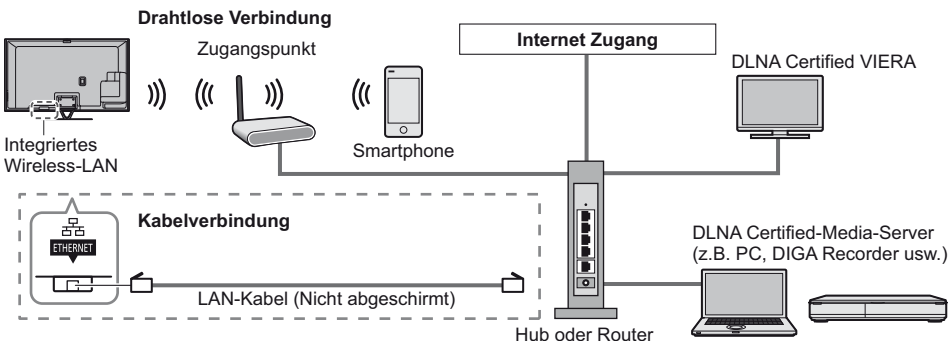 Drahtlose Verbindung
Zugangspunkt
Internet Zugang
DLNA Certified VIERA
Integriertes
Wireless-LAN
Smartphone
Kabelverbindung
ETHERNET
LAN-Kabel (Nicht abgeschirmt)
DLNA Certified-Media-Server
(z.B. PC, DIGA Recorder usw.)
Hub oder Router